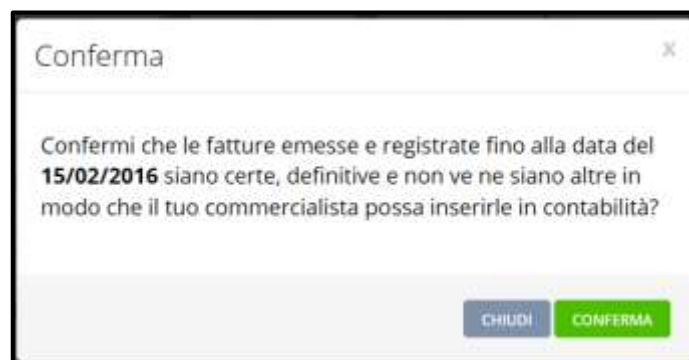 Conferma
x
Confermi che le fatture emesse e registrate fino alla data del
15/02/2016 siano certe, definitive e non ve ne siano altre in
modo che il tuo commercialista possa inserirle in contabilità?
CHIUDI CONFERMA